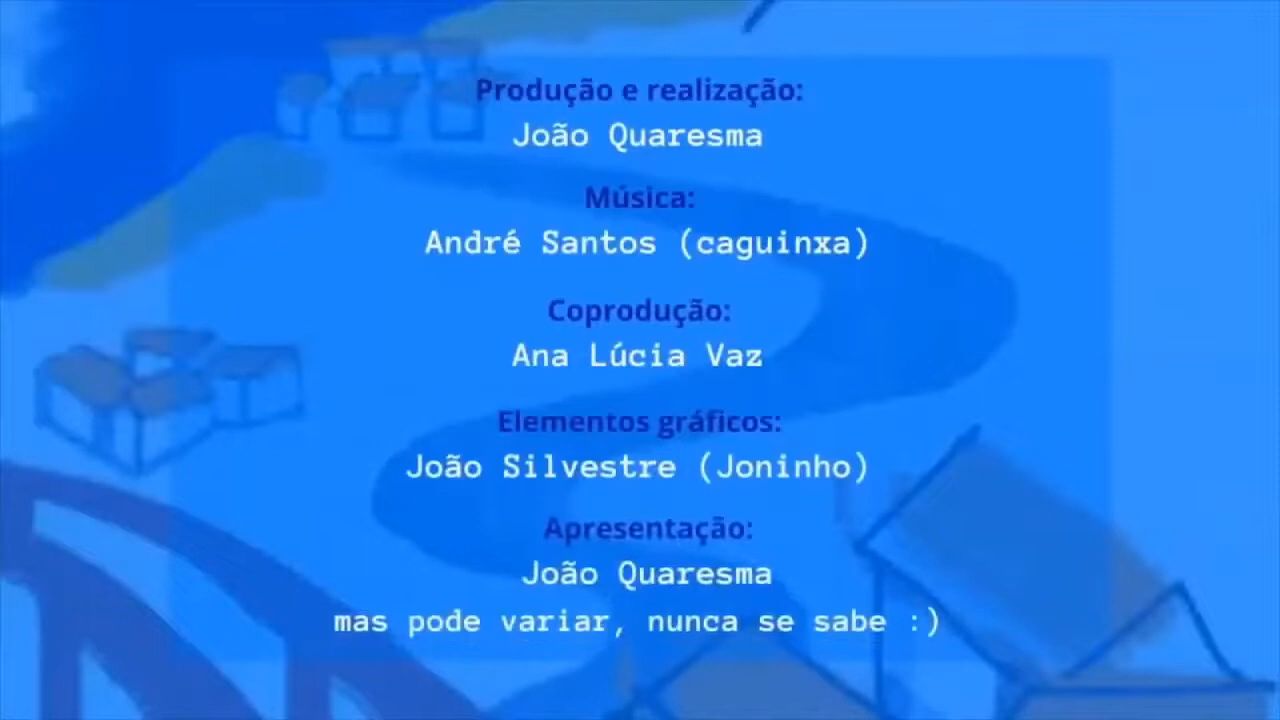 Produção e realização:
João Quaresma
Música:
André Santos (caguinxa)
Coprodução:
Ana Lúcia Vaz
Elementos gráficos:
João Silvestre (Joninho)
Apresentação:
João Quaresma
mas pode variar, nunca se sabe :)